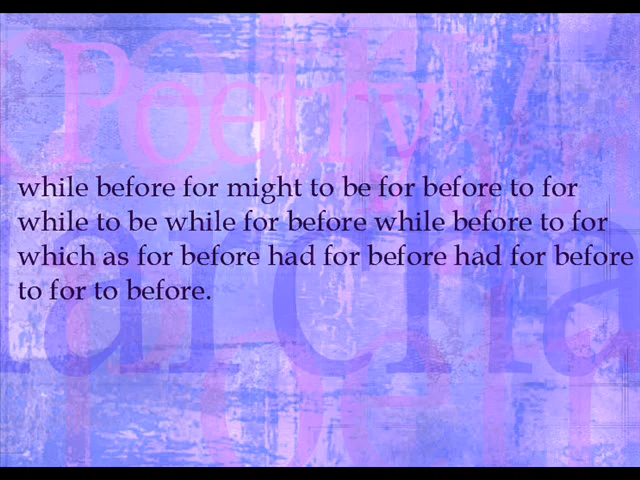 Poetry
while before for might to be for before to for
while to be while for before while before to for
which as for before had for before had for before
to for to before.